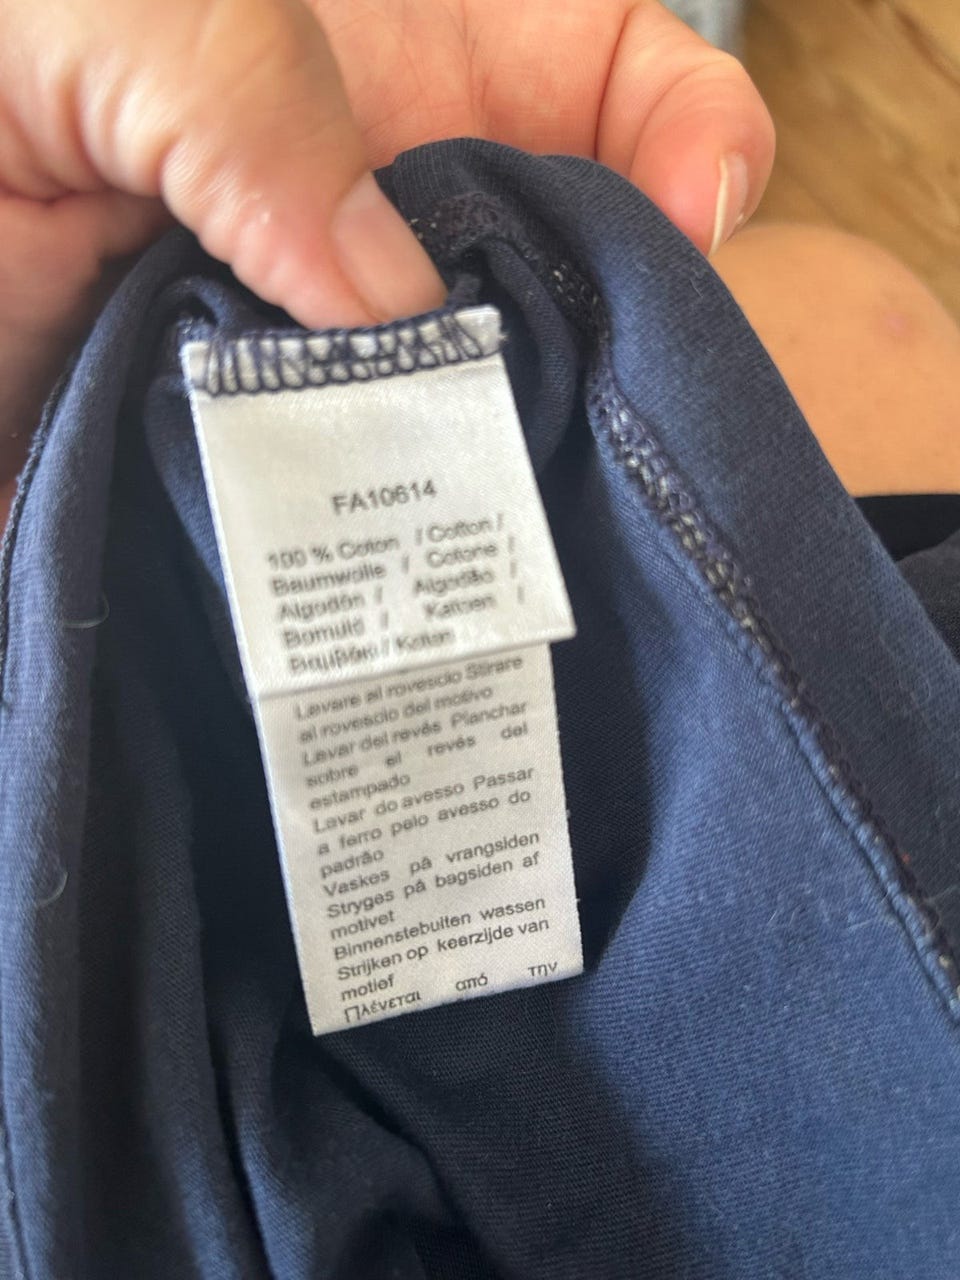 FA10614
100 % Coton / Cotton /
Baumwolle / Cotone /
Algodón / Algodão /
Bomuld / Katoen /
Βαμβάκι / Koton
Lavare al rovescio Stirare
al rovescio del motivo
Lavar del revés Planchar
sobre el revés del
estampado
Lavar do avesso Passar
a ferro pelo avesso do
padrão
Vaskes på vrangsiden
Stryges på bagsiden af
motivet
Binnenstebuiten wassen
Strijken op keerzijde van
motief
Πλένεται από την